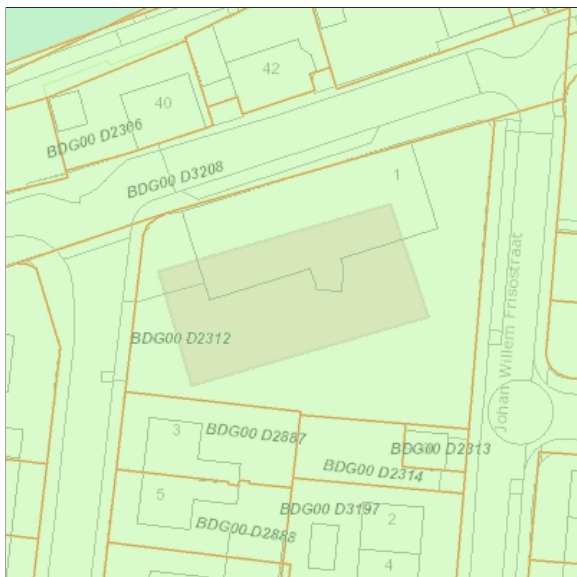 42
40
BDG00 D2306
BDG00 D3208
1
Johan Willem Frisostraat
BDG00 D2312
3
BDG00 D2887
BDG00 D2313
BDG00 D2314
5
BDG00 D3197
2
BDG00 D2888
4